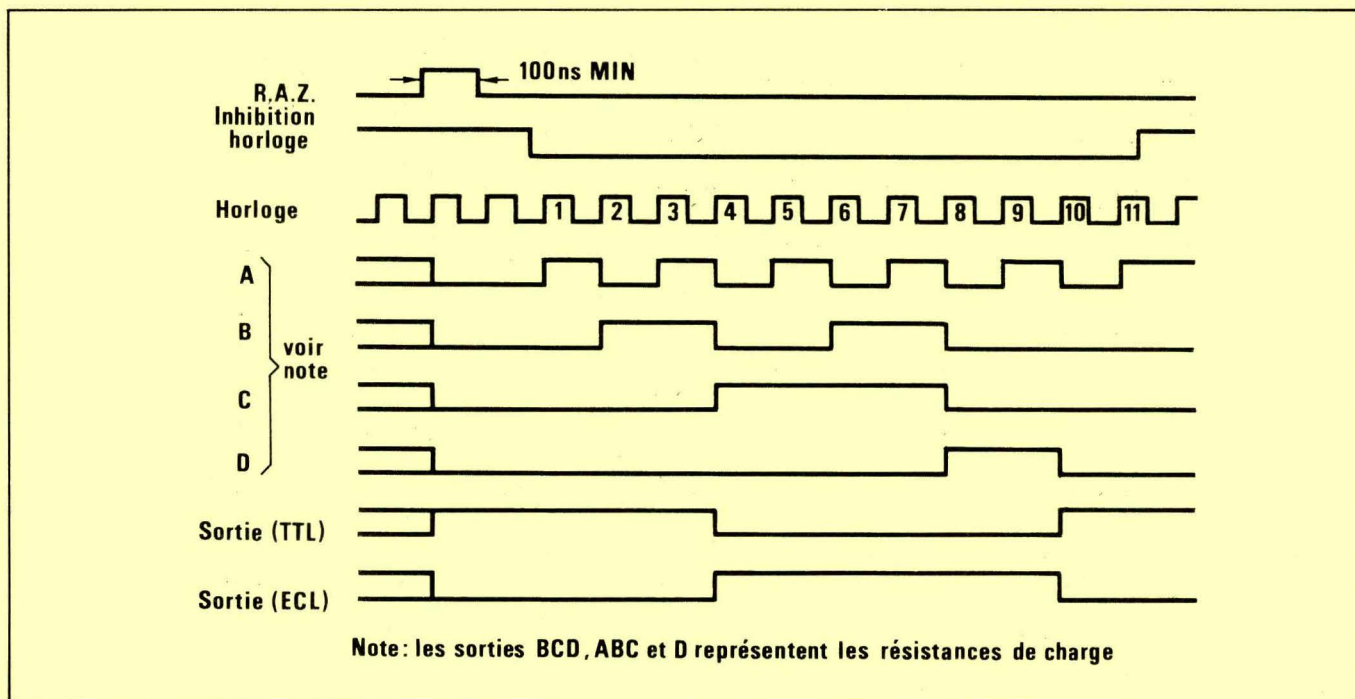 100ns MIN
R.A.Z.
Inhibition
horloge
Horloge
1 2 3 4 5 6 7 8 9 10 11
A
B
voir
note
C
D
Sortie (TTL)
Sortie (ECL)
Note: les sorties BCD, ABC et D représentent les résistances de charge